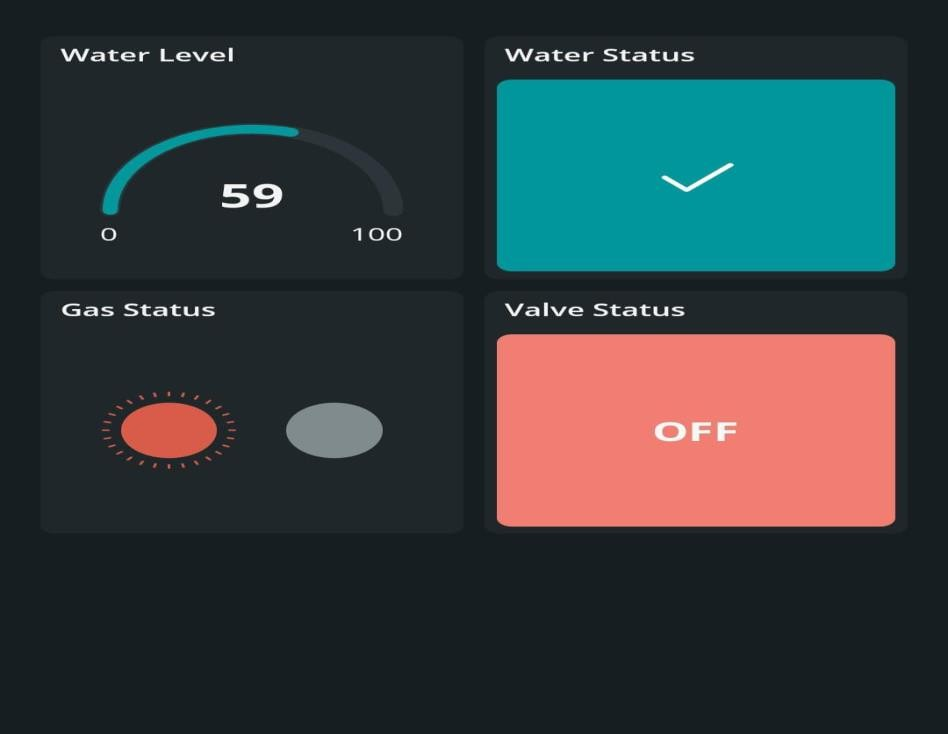 Water Level
59
0
100
Water Status
Gas Status
Valve Status
OFF